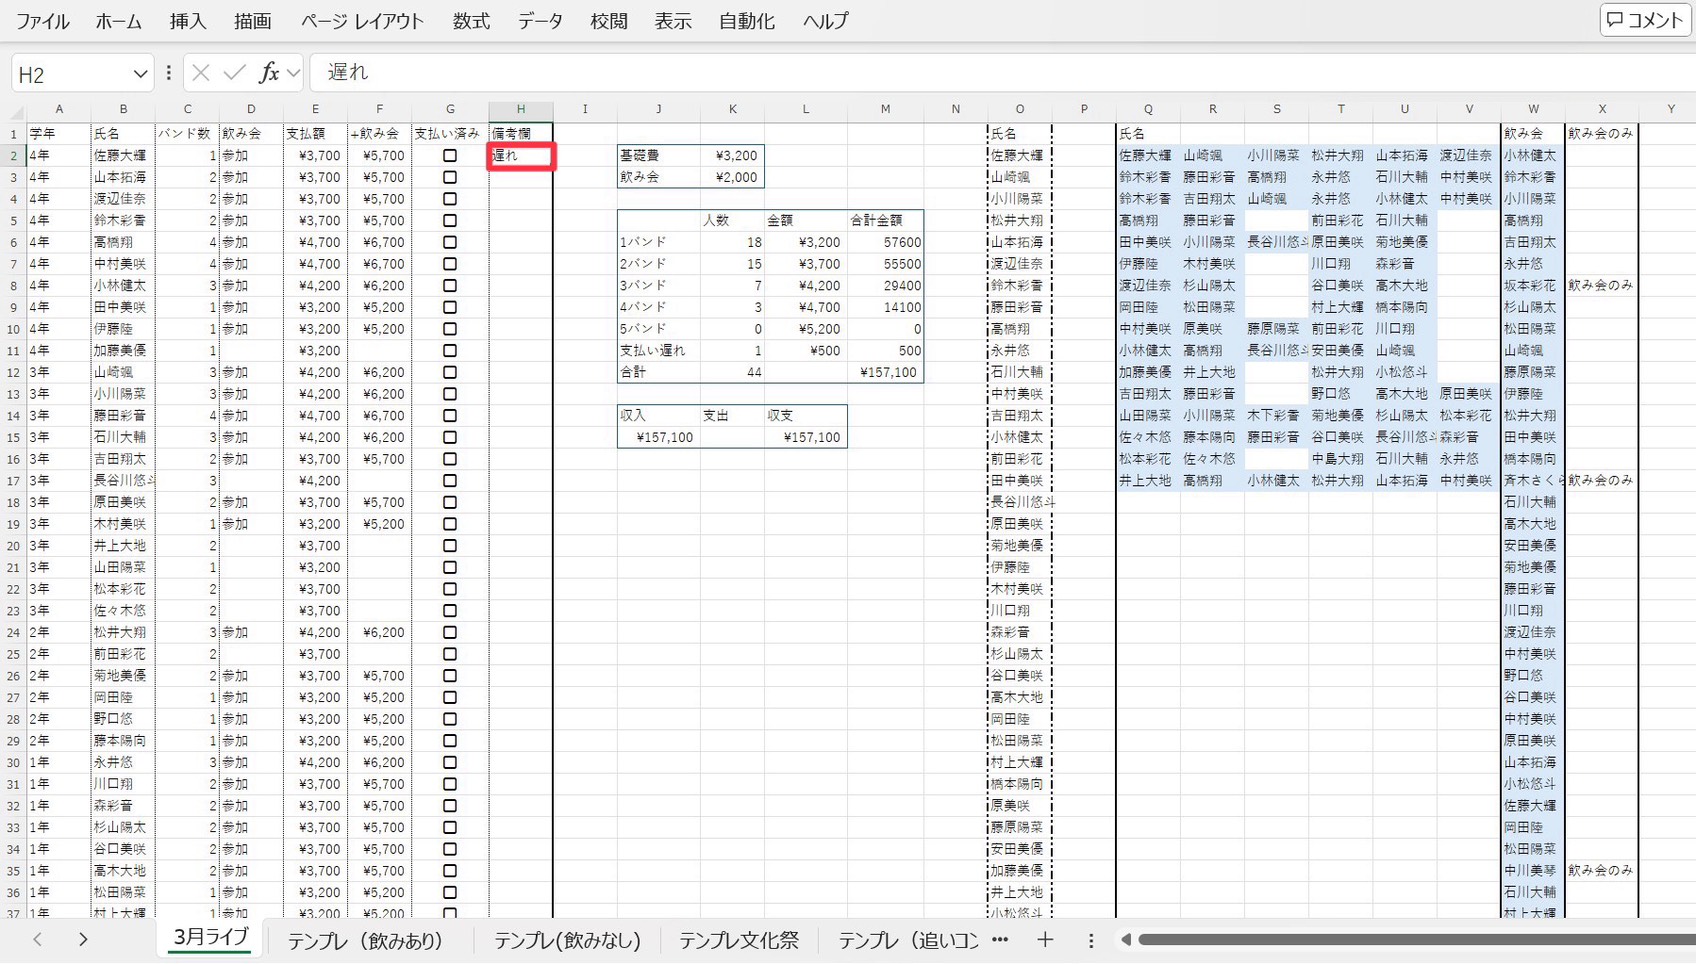 ファイル ホーム 挿入 描画 ページ レイアウト 数式 データ 校閲 表示 自動化 ヘルプ コメント
H2 fx 遅れ
A B C D E F G H I J K L M N O P Q R S T U V W X Y
1 学年 氏名 バンド数 飲み会 支払額 +飲み会 支払い済み 備考欄 氏名 氏名 飲み会 飲み会のみ
2 4年 佐藤大輝 1 参加 ¥3,700 ¥5,700 遅れ 基礎費 ¥3,200 佐藤大輝 佐藤大輝 山崎颯 小川陽菜 松井大翔 山本拓海 渡辺佳奈 小林健太
3 4年 山本拓海 2 参加 ¥3,700 ¥5,700 飲み会 ¥2,000 山崎颯 鈴木彩香 藤田彩音 高橋翔 永井悠 石川大輔 中村美咲 鈴木彩香
4 4年 渡辺佳奈 2 参加 ¥3,700 ¥5,700 小川陽菜 鈴木彩香 吉田翔太 山崎颯 永井悠 小林健太 中村美咲 小川陽菜
5 4年 鈴木彩香 2 参加 ¥3,700 ¥5,700 人数 金額 合計金額 松井大翔 高橋翔 藤田彩音 前田彩花 石川大輔 高橋翔
6 4年 高橋翔 4 参加 ¥4,700 ¥6,700 1バンド 18 ¥3,200 57600 山本拓海 田中美咲 小川陽菜 長谷川悠斗 原田美咲 菊地美優 吉田翔太
7 4年 中村美咲 4 参加 ¥4,700 ¥6,700 2バンド 15 ¥3,700 55500 渡辺佳奈 伊藤陸 木村美咲 川口翔 森彩音 永井悠
8 4年 小林健太 3 参加 ¥4,200 ¥6,200 3バンド 7 ¥4,200 29400 鈴木彩香 渡辺佳奈 杉山陽太 谷口美咲 高木大地 坂本彩花 飲み会のみ
9 4年 田中美咲 1 参加 ¥3,200 ¥5,200 4バンド 3 ¥4,700 14100 藤田彩音 岡田陸 松田陽菜 村上大輝 橋本陽向 杉山陽太
10 4年 伊藤陸 1 参加 ¥3,200 ¥5,200 5バンド 0 ¥5,200 0 高橋翔 中村美咲 原美咲 藤原陽菜 前田彩花 川口翔 松田陽菜
11 4年 加藤美優 1 ¥3,200 支払い遅れ 1 ¥500 500 永井悠 小林健太 高橋翔 長谷川悠斗 安田美優 山崎颯 山崎颯
12 3年 山崎颯 3 参加 ¥4,200 ¥6,200 合計 44 ¥157,100 石川大輔 加藤美優 井上大地 松井大翔 小松悠斗 藤原陽菜
13 3年 小川陽菜 3 参加 ¥4,200 ¥6,200 中村美咲 吉田翔太 藤田彩音 野口悠 高木大地 原田美咲 伊藤陸
14 3年 藤田彩音 4 参加 ¥4,700 ¥6,700 収入 支出 収支 吉田翔太 山田陽菜 小川陽菜 木下彩香 菊地美優 杉山陽太 松本彩花 松井大翔
15 3年 石川大輔 3 参加 ¥4,200 ¥6,200 ¥157,100 ¥157,100 小林健太 佐々木悠 藤本陽向 藤田彩音 谷口美咲 長谷川悠斗 森彩音 田中美咲
16 3年 吉田翔太 2 参加 ¥3,700 ¥5,700 前田彩花 松本彩花 佐々木悠 中島大翔 石川大輔 永井悠 橋本陽向
17 3年 長谷川悠斗 3 ¥4,200 田中美咲 井上大地 高橋翔 小林健太 松井大翔 山本拓海 中村美咲 斉木さくら 飲み会のみ
18 3年 原田美咲 2 参加 ¥3,700 ¥5,700 長谷川悠斗 石川大輔
19 3年 木村美咲 1 参加 ¥3,200 ¥5,200 原田美咲 高木大地
20 3年 井上大地 2 ¥3,700 菊地美優 安田美優
21 3年 山田陽菜 1 ¥3,200 伊藤陸 菊地美優
22 3年 松本彩花 2 ¥3,700 木村美咲 藤田彩音
23 3年 佐々木悠 2 ¥3,700 川口翔 川口翔
24 2年 松井大翔 3 参加 ¥4,200 ¥6,200 森彩音 渡辺佳奈
25 2年 前田彩花 2 ¥3,700 杉山陽太 中村美咲
26 2年 菊地美優 2 参加 ¥3,700 ¥5,700 谷口美咲 野口悠
27 2年 岡田陸 1 参加 ¥3,200 ¥5,200 高木大地 谷口美咲
28 2年 野口悠 1 参加 ¥3,200 ¥5,200 岡田陸 中村美咲
29 2年 藤本陽向 1 参加 ¥3,200 ¥5,200 松田陽菜 原田美咲
30 1年 永井悠 3 参加 ¥4,200 ¥6,200 村上大輝 山本拓海
31 1年 川口翔 2 参加 ¥3,700 ¥5,700 橋本陽向 小松悠斗
32 1年 森彩音 2 参加 ¥3,700 ¥5,700 原美咲 佐藤大輝
33 1年 杉山陽太 2 参加 ¥3,700 ¥5,700 藤原陽菜 岡田陸
34 1年 谷口美咲 2 参加 ¥3,700 ¥5,700 安田美優 松田陽菜
35 1年 高木大地 2 参加 ¥3,700 ¥5,700 加藤美優 中川美琴 飲み会のみ
36 1年 松田陽菜 1 参加 ¥3,200 ¥5,200 井上大地 石川大輔
37 1年 村上大輝 1 参加 ¥3,200 ¥5,200 小松悠斗 村上大輝
3月ライブ テンプレ（飲みあり） テンプレ(飲みなし) テンプレ文化祭 テンプレ（追いコン